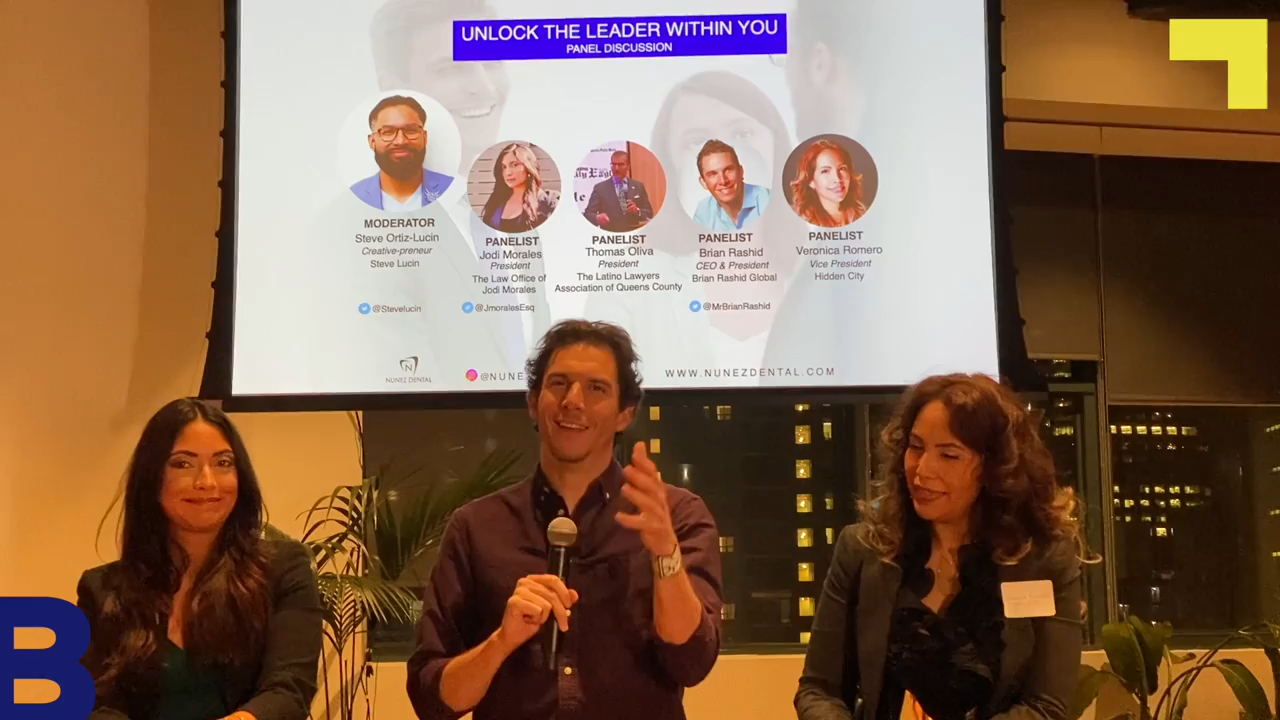 UNLOCK THE LEADER WITHIN YOU
PANEL DISCUSSION
MODERATOR
Steve Ortiz-Lucin
Creative-preneur
Steve Lucin
@Stevelucin
PANELIST
Jodi Morales
President
The Law Office of
Jodi Morales
@JmoralesEsq
PANELIST
Thomas Oliva
President
The Latino Lawyers
Association of Queens County
PANELIST
Brian Rashid
CEO & President
Brian Rashid Global
@MrBrianRashid
PANELIST
Veronica Romero
Vice President
Hidden City
N
NUNEZ DENTAL
@NUNE
WWW.NUNEZDENTAL.COM
B